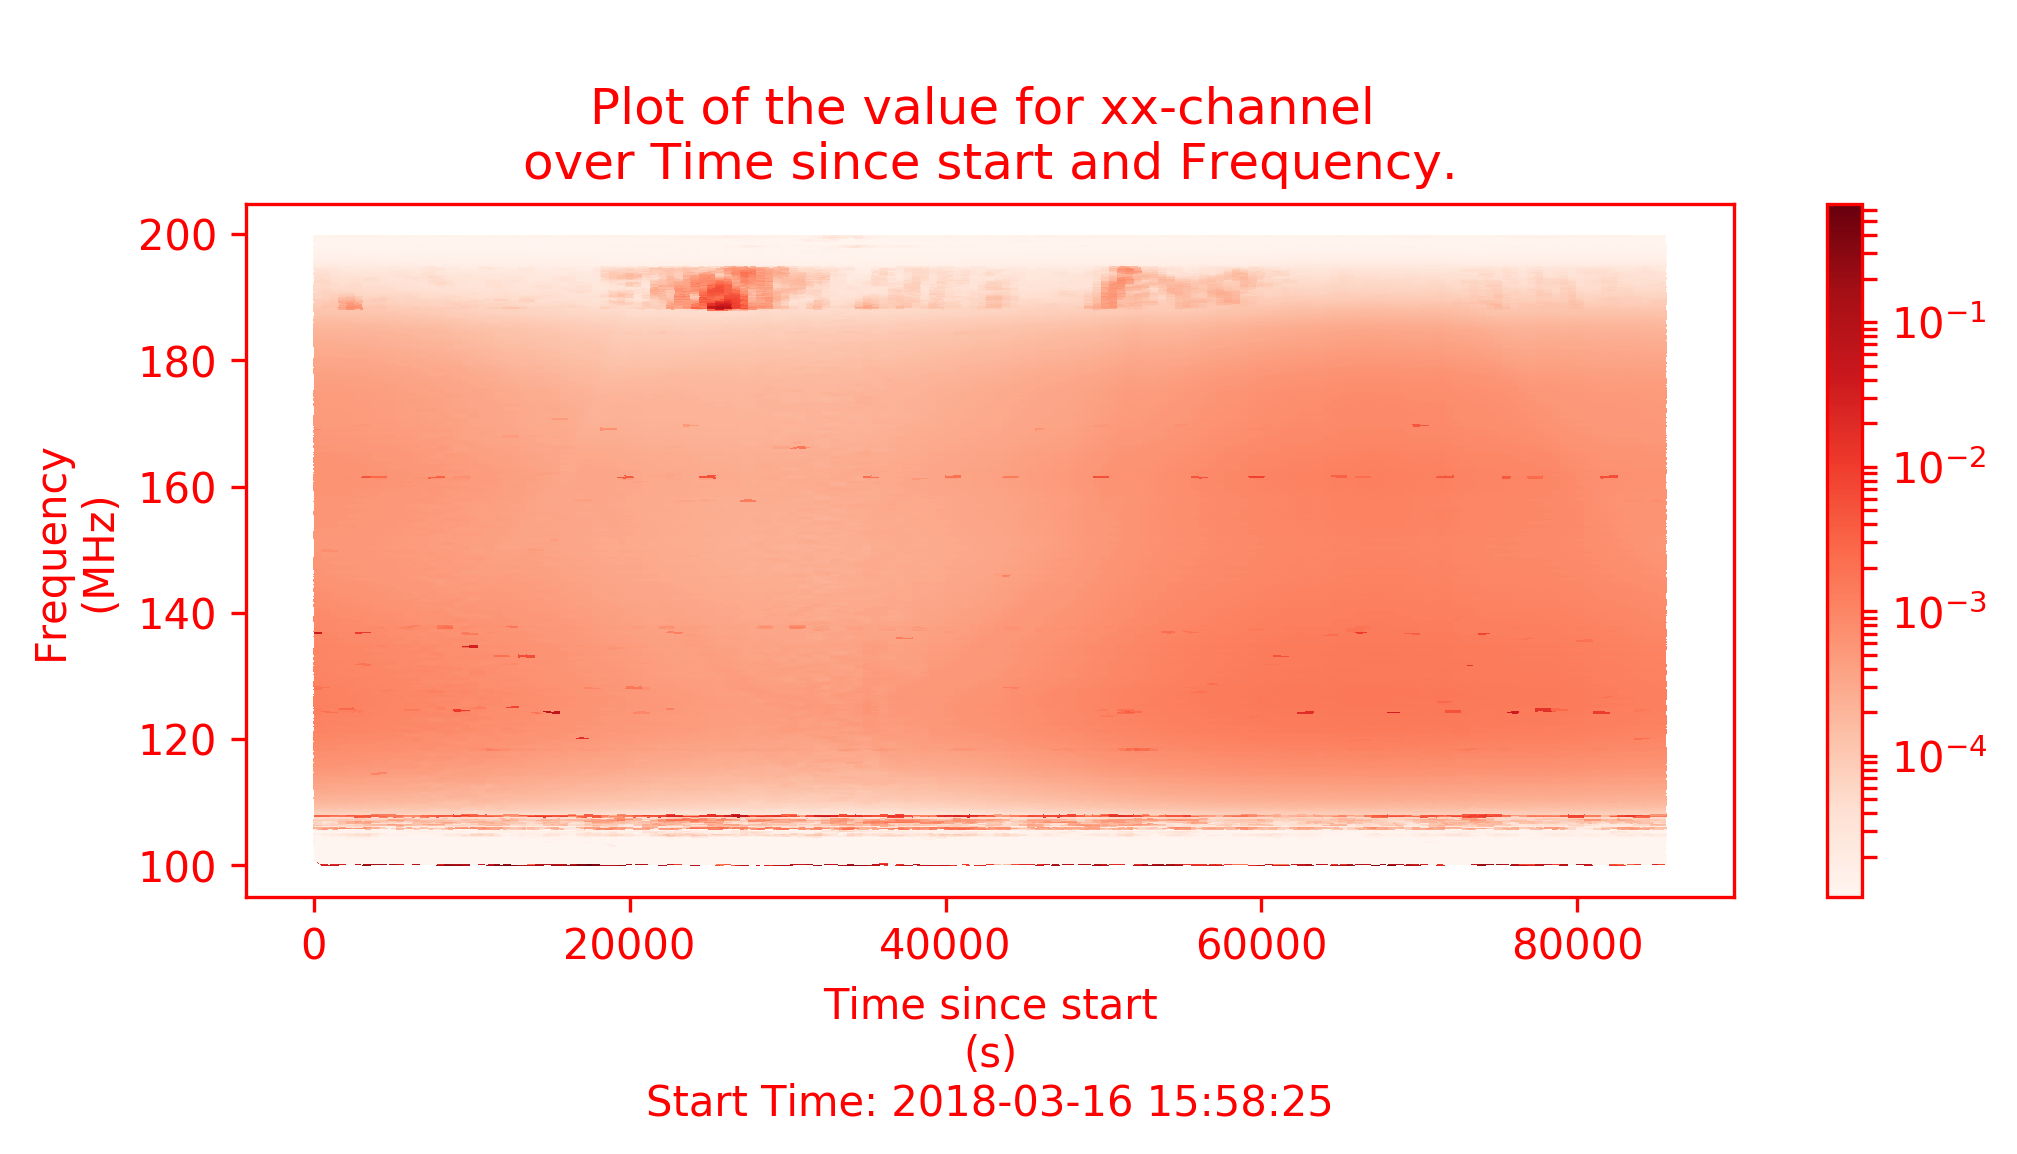 Plot of the value for xx-channel
over Time since start and Frequency.
200
180
160
140
120
100
Frequency
(MHz)
0 20000 40000 60000 80000
Time since start
(s)
Start Time: 2018-03-16 15:58:25
10⁻¹
10⁻²
10⁻³
10⁻⁴